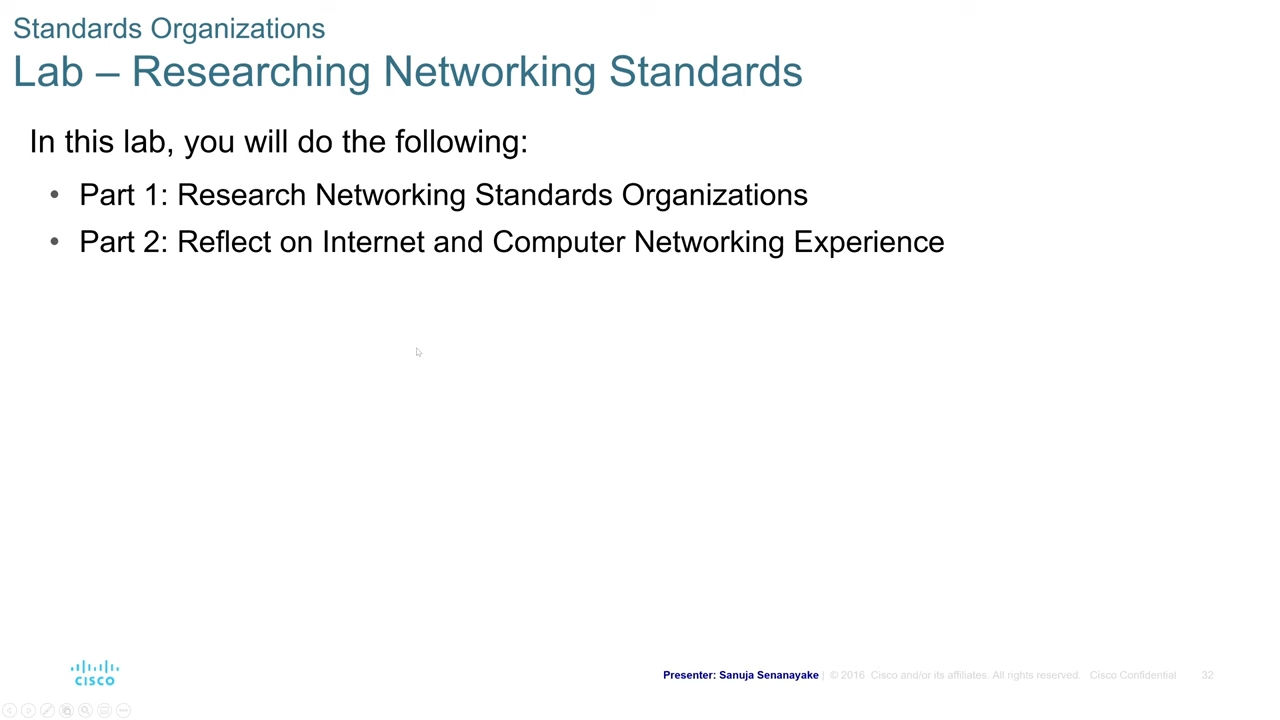 Standards Organizations
Lab – Researching Networking Standards
In this lab, you will do the following:
• Part 1: Research Networking Standards Organizations
• Part 2: Reflect on Internet and Computer Networking Experience
CISCO
Presenter: Sanuja Senanayake | © 2016 Cisco and/or its affiliates. All rights reserved. Cisco Confidential 32